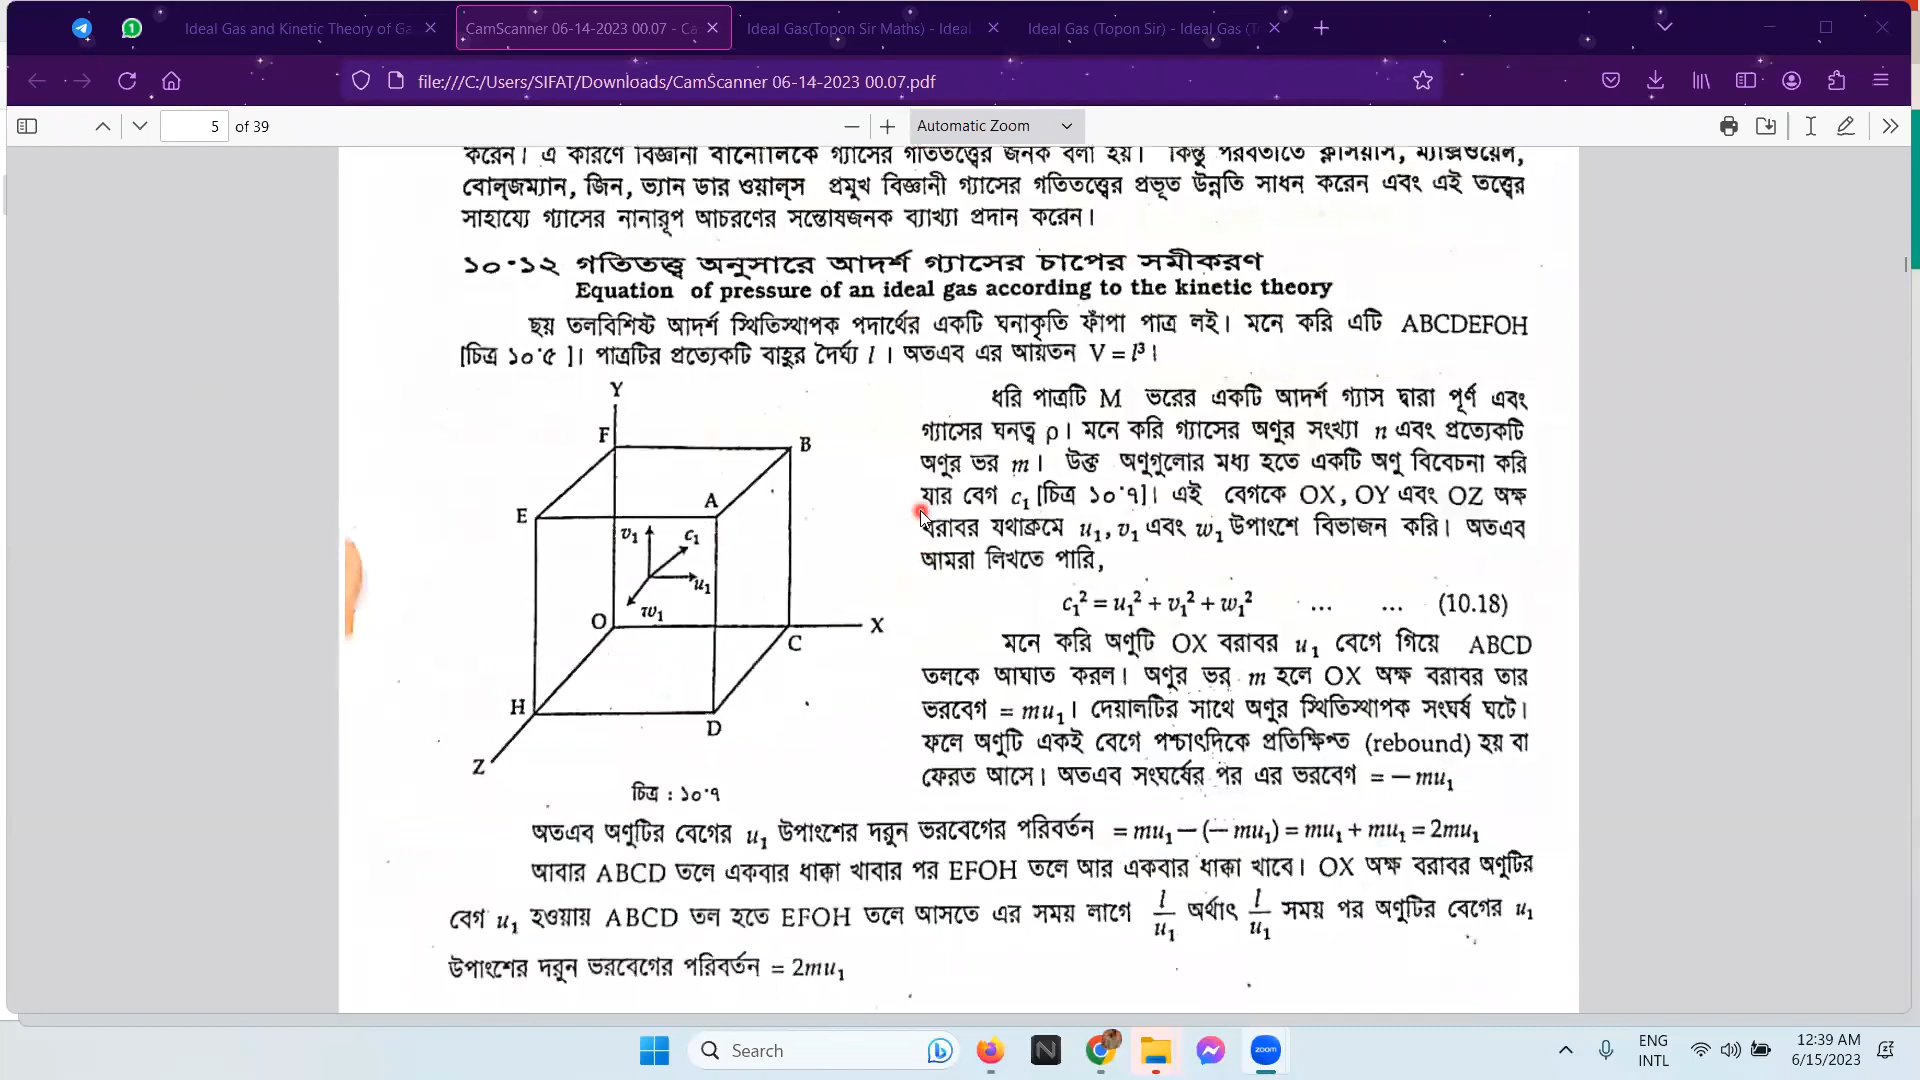 Ideal Gas and Kinetic Theory of Ga
CamScanner 06-14-2023 00.07 - Ca
Ideal Gas(Topon Sir Maths) - Ideal
Ideal Gas (Topon Sir) - Ideal Gas (T
file:///C:/Users/SIFAT/Downloads/CamScanner 06-14-2023 00.07.pdf
5 of 39
Automatic Zoom
করেন। এ কারণে বিজ্ঞানী বার্নোলিকে গ্যাসের গতিতত্ত্বের জনক বলা হয়। কিন্তু পরবর্তীতে ক্লসিয়াস, ম্যাক্সওয়েল,
বোল্‌জম্যান, জিন, ভ্যান ডার ওয়াল্‌স প্রমুখ বিজ্ঞানী গ্যাসের গতিতত্ত্বের প্রভূত উন্নতি সাধন করেন এবং এই তত্ত্বের
সাহায্যে গ্যাসের নানারূপ আচরণের সন্তোষজনক ব্যাখ্যা প্রদান করেন।
১০·১২ গতিতত্ত্ব অনুসারে আদর্শ গ্যাসের চাপের সমীকরণ
Equation of pressure of an ideal gas according to the kinetic theory
ছয় তলবিশিষ্ট আদর্শ স্থিতিস্থাপক পদার্থের একটি ঘনাকৃতি ফাঁপা পাত্র লই। মনে করি এটি ABCDEFOH
[চিত্র ১০·৫ ]। পাত্রটির প্রত্যেকটি বাহুর দৈর্ঘ্য l । অতএব এর আয়তন V = l³।
Y
F
B
E
A
v₁
c₁
u₁
w₁
O
X
C
H
D
Z
চিত্র : ১০·৭
ধরি পাত্রটি M ভরের একটি আদর্শ গ্যাস দ্বারা পূর্ণ এবং
গ্যাসের ঘনত্ব ρ। মনে করি গ্যাসের অণুর সংখ্যা n এবং প্রত্যেকটি
অণুর ভর m। উক্ত অণুগুলোর মধ্য হতে একটি অণু বিবেচনা করি
যার বেগ c₁ [চিত্র ১০·৭]। এই বেগকে OX, OY এবং OZ অক্ষ
বরাবর যথাক্রমে u₁, v₁ এবং w₁ উপাংশে বিভাজন করি। অতএব
আমরা লিখতে পারি,
c₁² = u₁² + v₁² + w₁² ... ... (10.18)
মনে করি অণুটি OX বরাবর u₁ বেগে গিয়ে ABCD
তলকে আঘাত করল। অণুর ভর m হলে OX অক্ষ বরাবর তার
ভরবেগ = mu₁। দেয়ালটির সাথে অণুর স্থিতিস্থাপক সংঘর্ষ ঘটে।
ফলে অণুটি একই বেগে পশ্চাৎদিকে প্রতিক্ষিপ্ত (rebound) হয় বা
ফেরত আসে। অতএব সংঘর্ষের পর এর ভরবেগ = − mu₁
অতএব অণুটির বেগের u₁ উপাংশের দরুন ভরবেগের পরিবর্তন = mu₁ − (− mu₁) = mu₁ + mu₁ = 2mu₁
আবার ABCD তলে একবার ধাক্কা খাবার পর EFOH তলে আর একবার ধাক্কা খাবে। OX অক্ষ বরাবর অণুটির
বেগ u₁ হওয়ায় ABCD তল হতে EFOH তলে আসতে এর সময় লাগে l/u₁ অর্থাৎ l/u₁ সময় পর অণুটির বেগের u₁
উপাংশের দরুন ভরবেগের পরিবর্তন = 2mu₁
Search
zoom
ENG
INTL
12:39 AM
6/15/2023